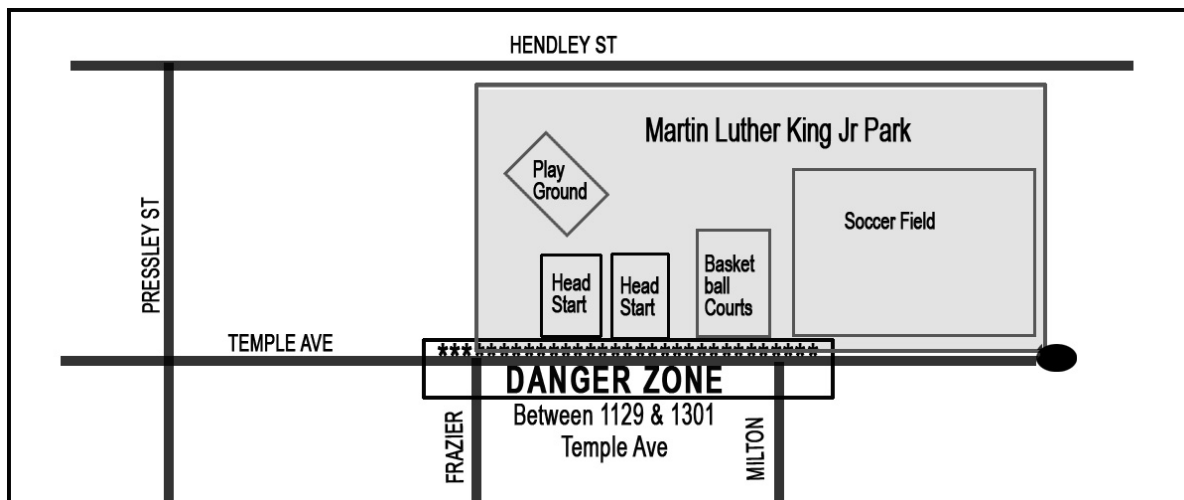 HENDLEY ST
Martin Luther King Jr Park
Play
Ground
PRESSLEY ST
Soccer Field
Head
Start
Head
Start
Basket
ball
Courts
TEMPLE AVE
********************************
DANGER ZONE
Between 1129 & 1301
Temple Ave
FRAZIER
MILTON